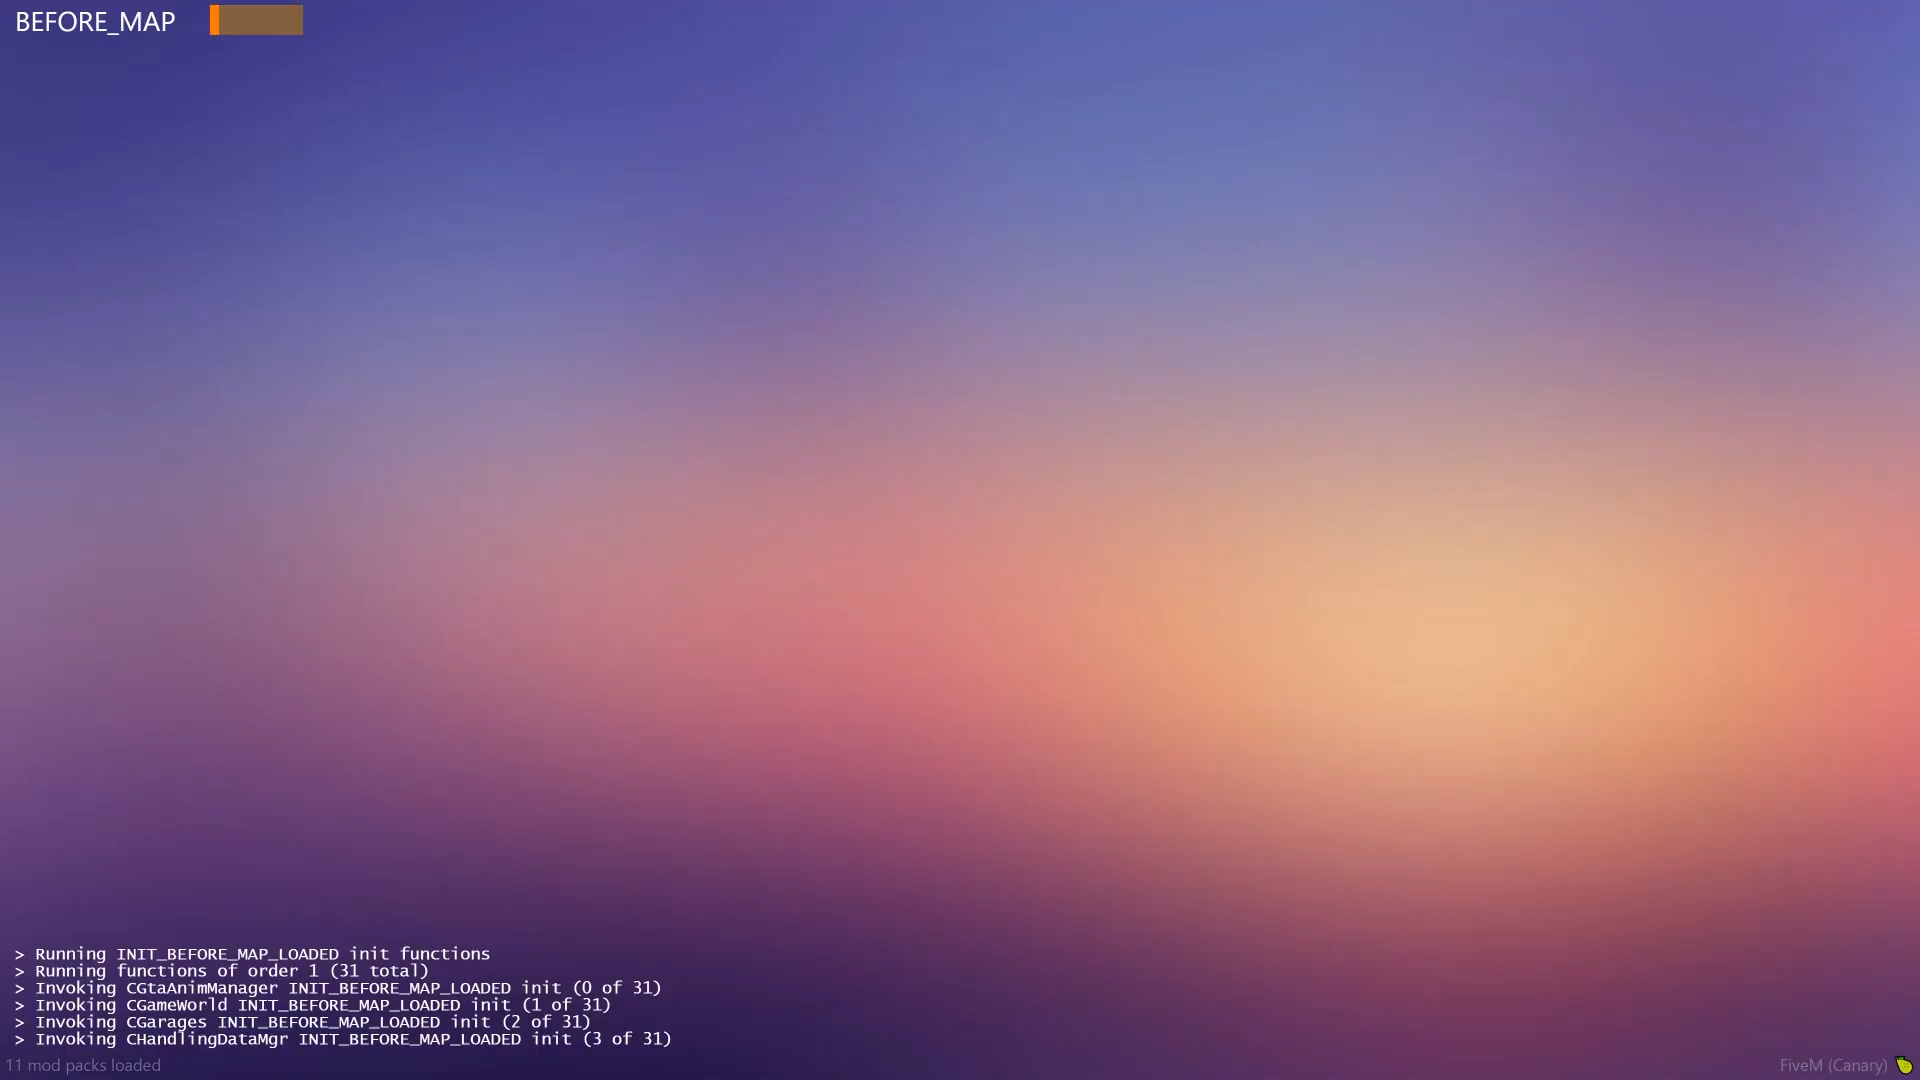 BEFORE_MAP
> Running INIT_BEFORE_MAP_LOADED init functions
> Running functions of order 1 (31 total)
> Invoking CGtaAnimManager INIT_BEFORE_MAP_LOADED init (0 of 31)
> Invoking CGameWorld INIT_BEFORE_MAP_LOADED init (1 of 31)
> Invoking CGarages INIT_BEFORE_MAP_LOADED init (2 of 31)
> Invoking CHandlingDataMgr INIT_BEFORE_MAP_LOADED init (3 of 31)
11 mod packs loaded
FiveM (Canary)